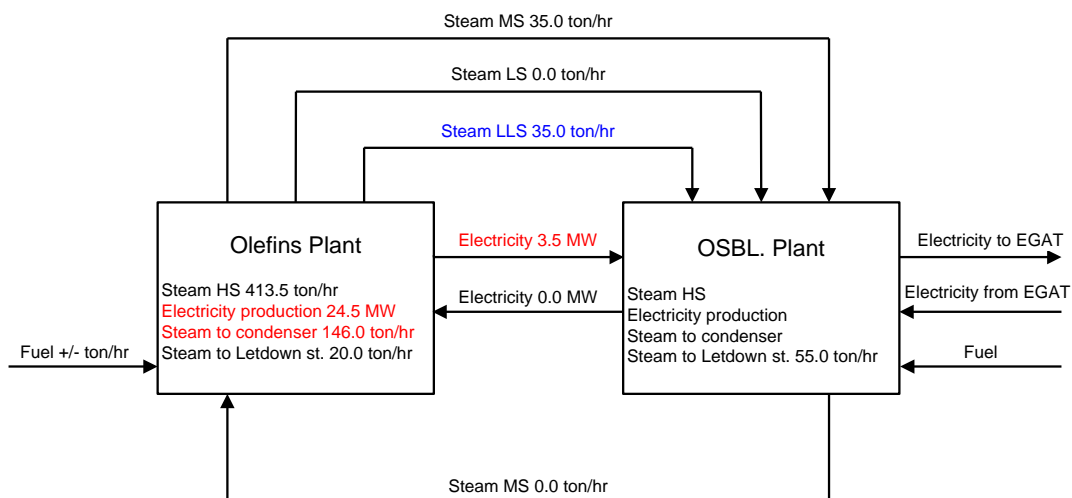 Steam MS 35.0 ton/hr
Steam LS 0.0 ton/hr
Steam LLS 35.0 ton/hr
Olefins Plant
Steam HS 413.5 ton/hr
Electricity production 24.5 MW
Steam to condenser 146.0 ton/hr
Steam to Letdown st. 20.0 ton/hr
Fuel +/- ton/hr
Electricity 3.5 MW
Electricity 0.0 MW
OSBL. Plant
Steam HS
Electricity production
Steam to condenser
Steam to Letdown st. 55.0 ton/hr
Electricity to EGAT
Electricity from EGAT
Fuel
Steam MS 0.0 ton/hr